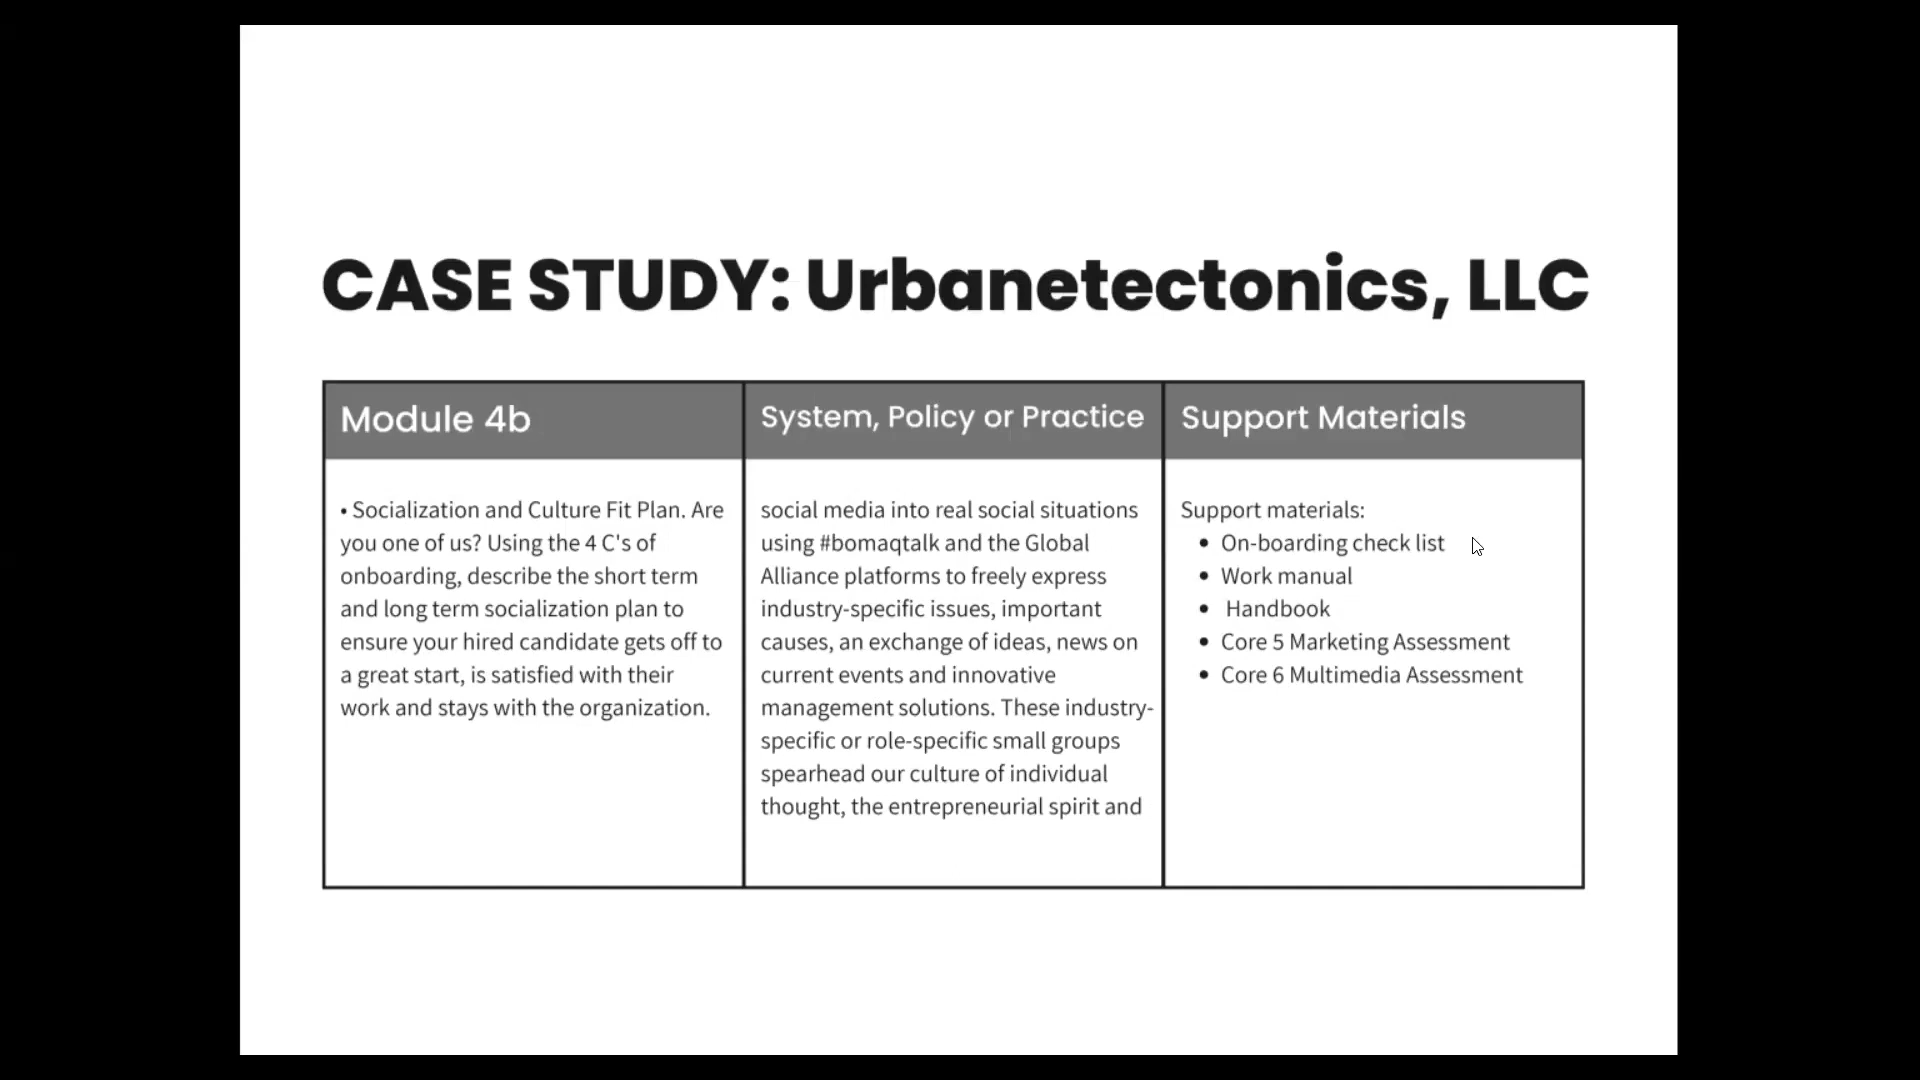 CASE STUDY: Urbanetectonics, LLC
Module 4b
• Socialization and Culture Fit Plan. Are
you one of us? Using the 4 C's of
onboarding, describe the short term
and long term socialization plan to
ensure your hired candidate gets off to
a great start, is satisfied with their
work and stays with the organization.
System, Policy or Practice
social media into real social situations
using #bomaqtalk and the Global
Alliance platforms to freely express
industry-specific issues, important
causes, an exchange of ideas, news on
current events and innovative
management solutions. These industry-
specific or role-specific small groups
spearhead our culture of individual
thought, the entrepreneurial spirit and
Support Materials
Support materials:
• On-boarding check list
• Work manual
• Handbook
• Core 5 Marketing Assessment
• Core 6 Multimedia Assessment